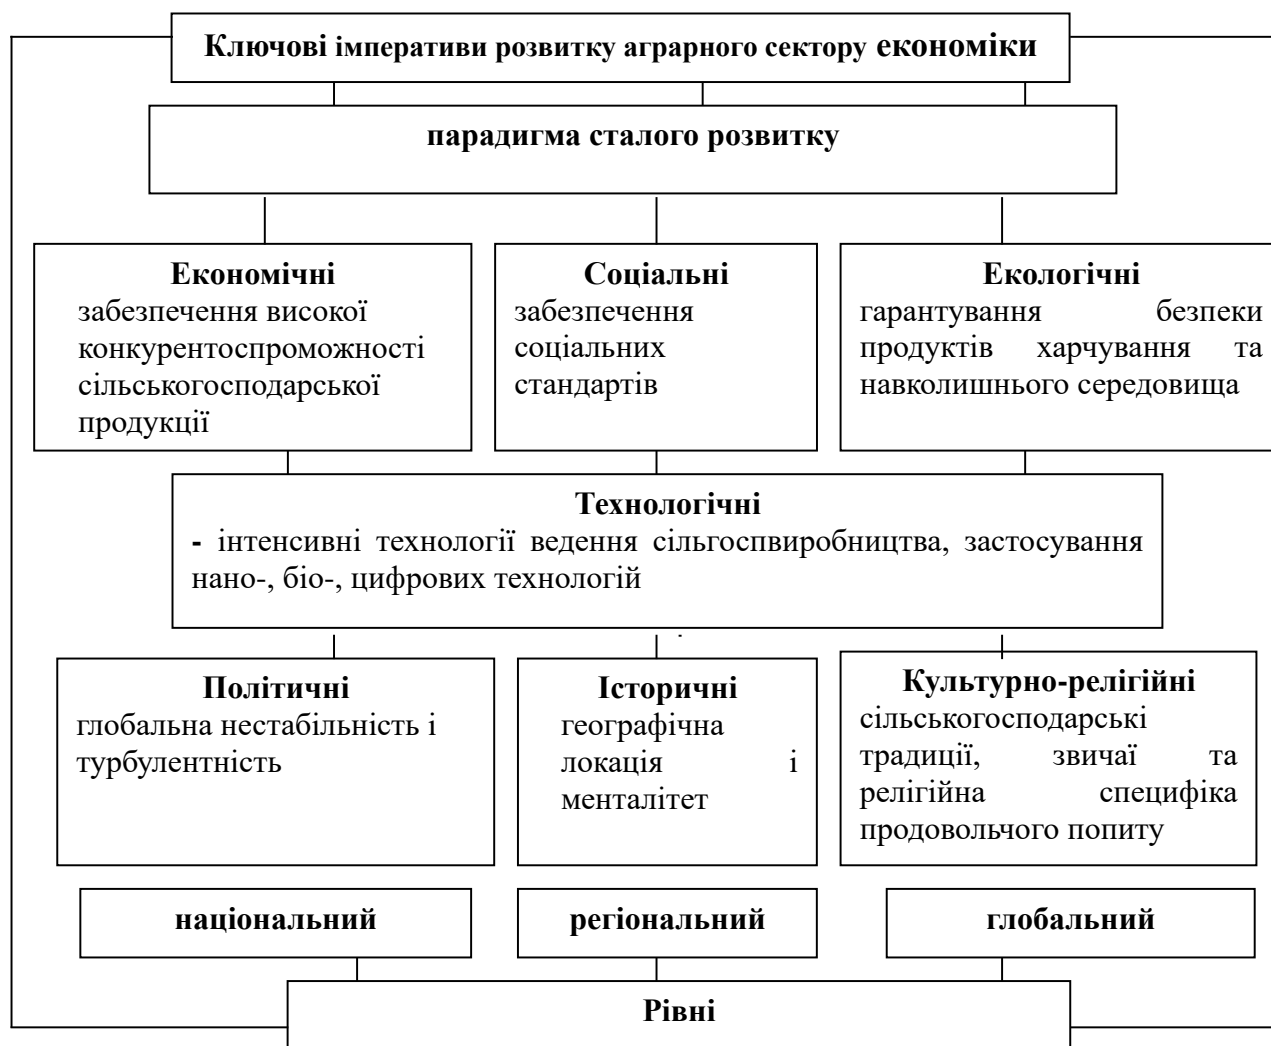 Ключові імперативи розвитку аграрного сектору економіки
парадигма сталого розвитку
Економічні
забезпечення високої
конкурентоспроможності
сільськогосподарської
продукції
Соціальні
забезпечення
соціальних
стандартів
Екологічні
гарантування безпеки
продуктів харчування та
навколишнього середовища
Технологічні
- інтенсивні технології ведення сільгоспвиробництва, застосування
нано-, біо-, цифрових технологій
Політичні
глобальна нестабільність і
турбулентність
Історичні
географічна
локація і
менталітет
Культурно-релігійні
сільськогосподарські
традиції, звичаї та
релігійна специфіка
продовольчого попиту
національний
регіональний
глобальний
Рівні